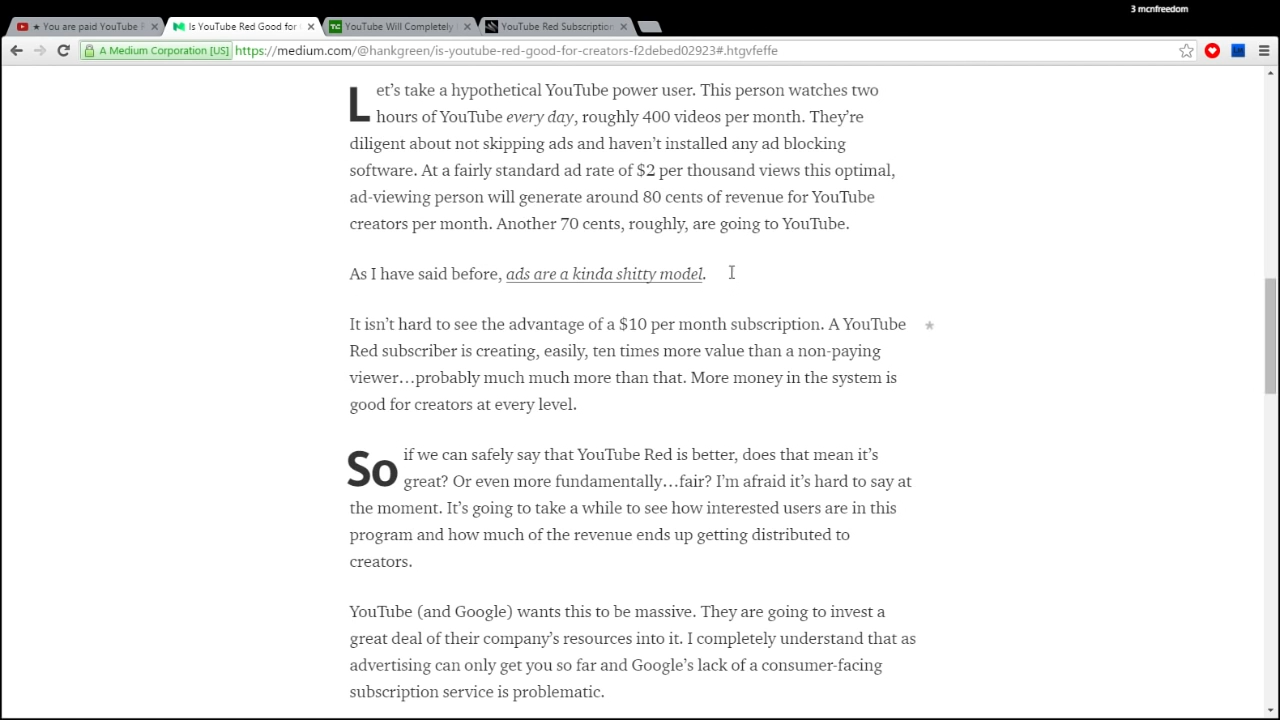 3 mcnfreedom
★ You are paid YouTube
Is YouTube Red Good for
YouTube Will Completely
YouTube Red Subscription
A Medium Corporation [US] https://medium.com/@hankgreen/is-youtube-red-good-for-creators-f2debed02923#.htgvfeffe
Let’s take a hypothetical YouTube power user. This person watches two
hours of YouTube every day, roughly 400 videos per month. They’re
diligent about not skipping ads and haven’t installed any ad blocking
software. At a fairly standard ad rate of $2 per thousand views this optimal,
ad-viewing person will generate around 80 cents of revenue for YouTube
creators per month. Another 70 cents, roughly, are going to YouTube.
As I have said before, ads are a kinda shitty model.
It isn’t hard to see the advantage of a $10 per month subscription. A YouTube
Red subscriber is creating, easily, ten times more value than a non-paying
viewer…probably much much more than that. More money in the system is
good for creators at every level.
So if we can safely say that YouTube Red is better, does that mean it’s
great? Or even more fundamentally…fair? I’m afraid it’s hard to say at
the moment. It’s going to take a while to see how interested users are in this
program and how much of the revenue ends up getting distributed to
creators.
YouTube (and Google) wants this to be massive. They are going to invest a
great deal of their company’s resources into it. I completely understand that as
advertising can only get you so far and Google’s lack of a consumer-facing
subscription service is problematic.